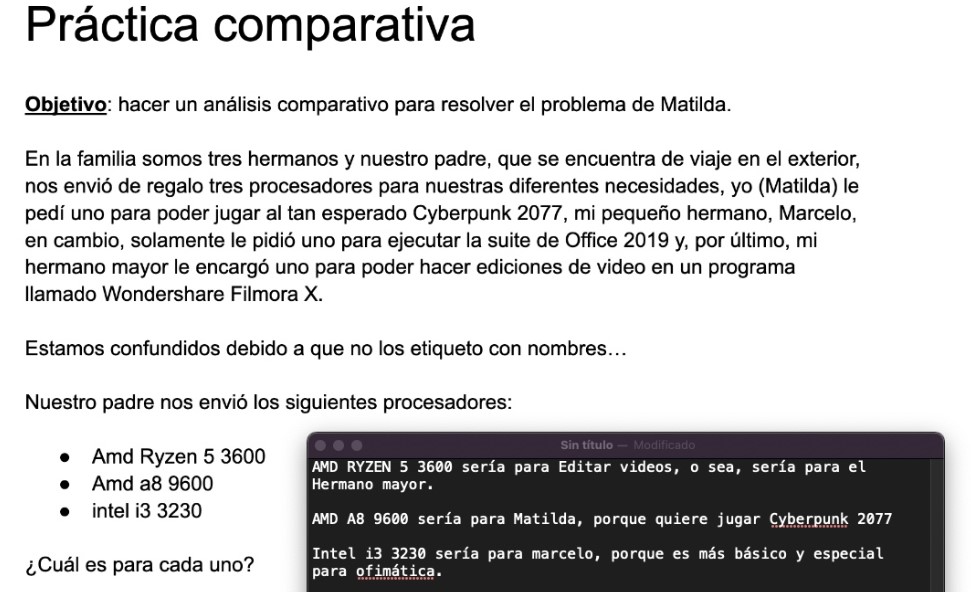 Práctica comparativa
Objetivo: hacer un análisis comparativo para resolver el problema de Matilda.
En la familia somos tres hermanos y nuestro padre, que se encuentra de viaje en el exterior,
nos envió de regalo tres procesadores para nuestras diferentes necesidades, yo (Matilda) le
pedí uno para poder jugar al tan esperado Cyberpunk 2077, mi pequeño hermano, Marcelo,
en cambio, solamente le pidió uno para ejecutar la suite de Office 2019 y, por último, mi
hermano mayor le encargó uno para poder hacer ediciones de video en un programa
llamado Wondershare Filmora X.
Estamos confundidos debido a que no los etiqueto con nombres…
Nuestro padre nos envió los siguientes procesadores:
● Amd Ryzen 5 3600
● Amd a8 9600
● intel i3 3230
¿Cuál es para cada uno?
Sin título — Modificado
AMD RYZEN 5 3600 sería para Editar videos, o sea, sería para el
Hermano mayor.
AMD A8 9600 sería para Matilda, porque quiere jugar Cyberpunk 2077
Intel i3 3230 sería para marcelo, porque es más básico y especial
para ofimática.